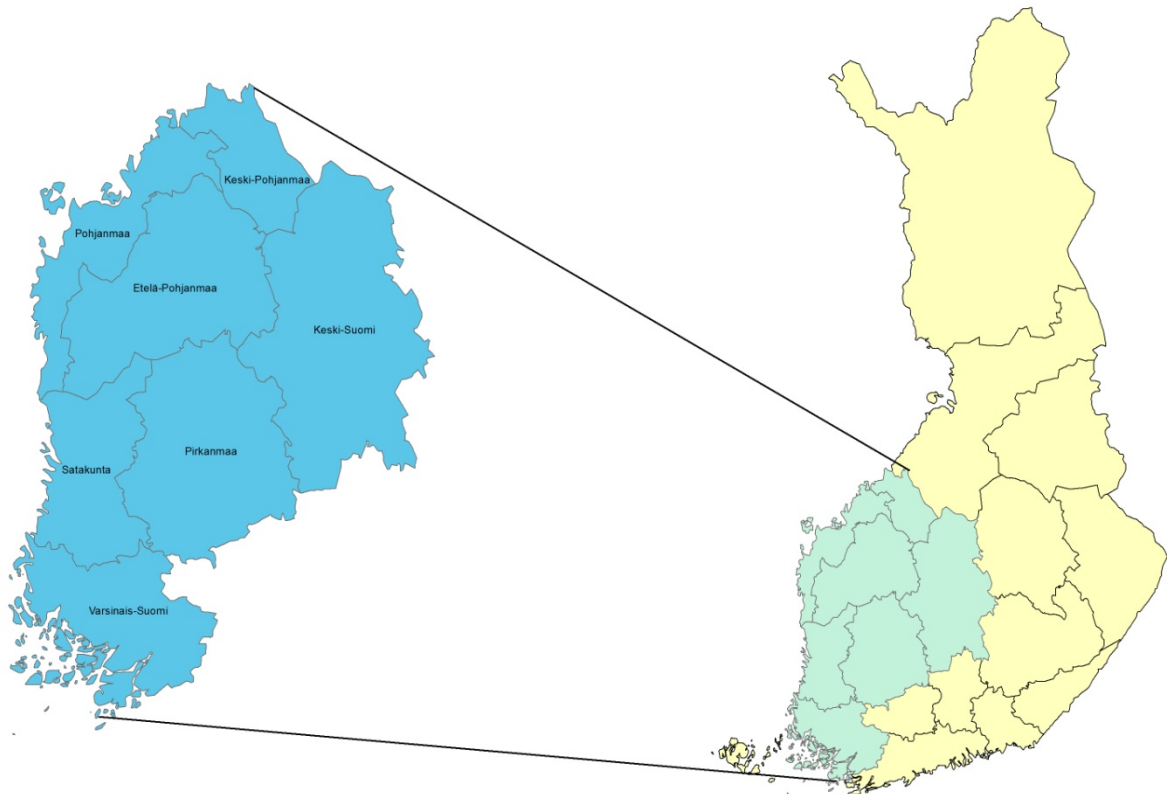 Keski-Pohjanmaa
Pohjanmaa
Etelä-Pohjanmaa
Keski-Suomi
Pirkanmaa
Satakunta
Varsinais-Suomi